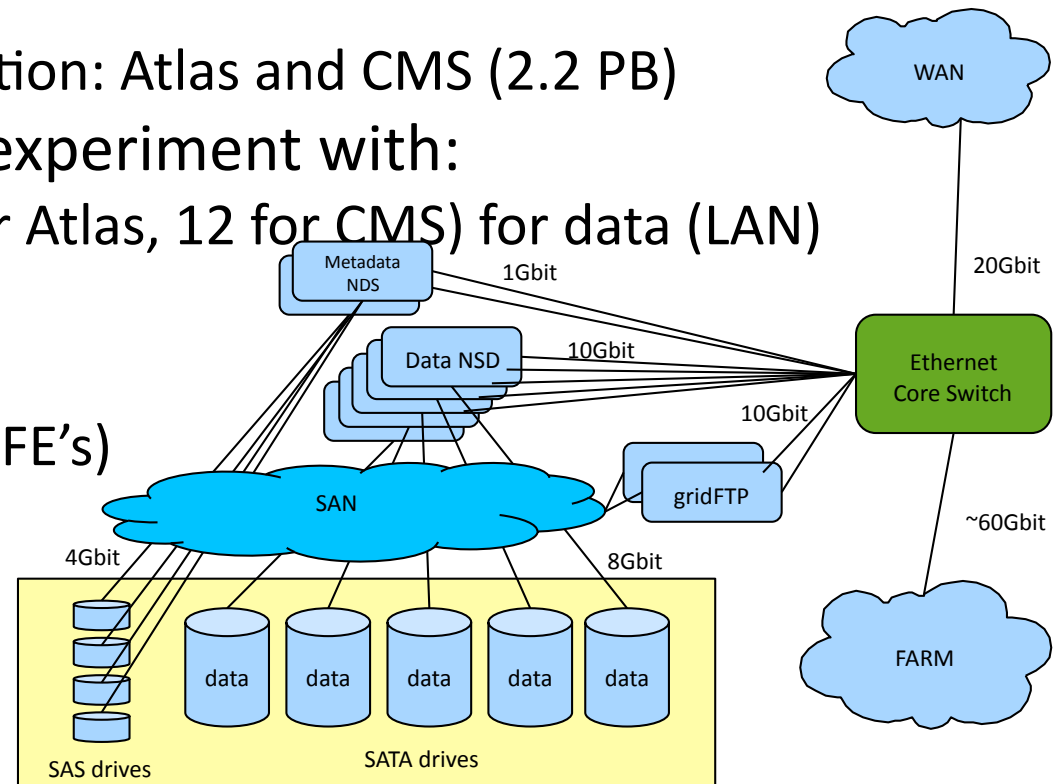 tion: Atlas and CMS (2.2 PB)
experiment with:
r Atlas, 12 for CMS) for data (LAN)
FE’s)
WAN
20Gbit
Metadata
NDS
1Gbit
Data NSD
10Gbit
Ethernet
Core Switch
10Gbit
gridFTP
SAN
~60Gbit
4Gbit
8Gbit
FARM
data
data
data
data
data
SAS drives
SATA drives